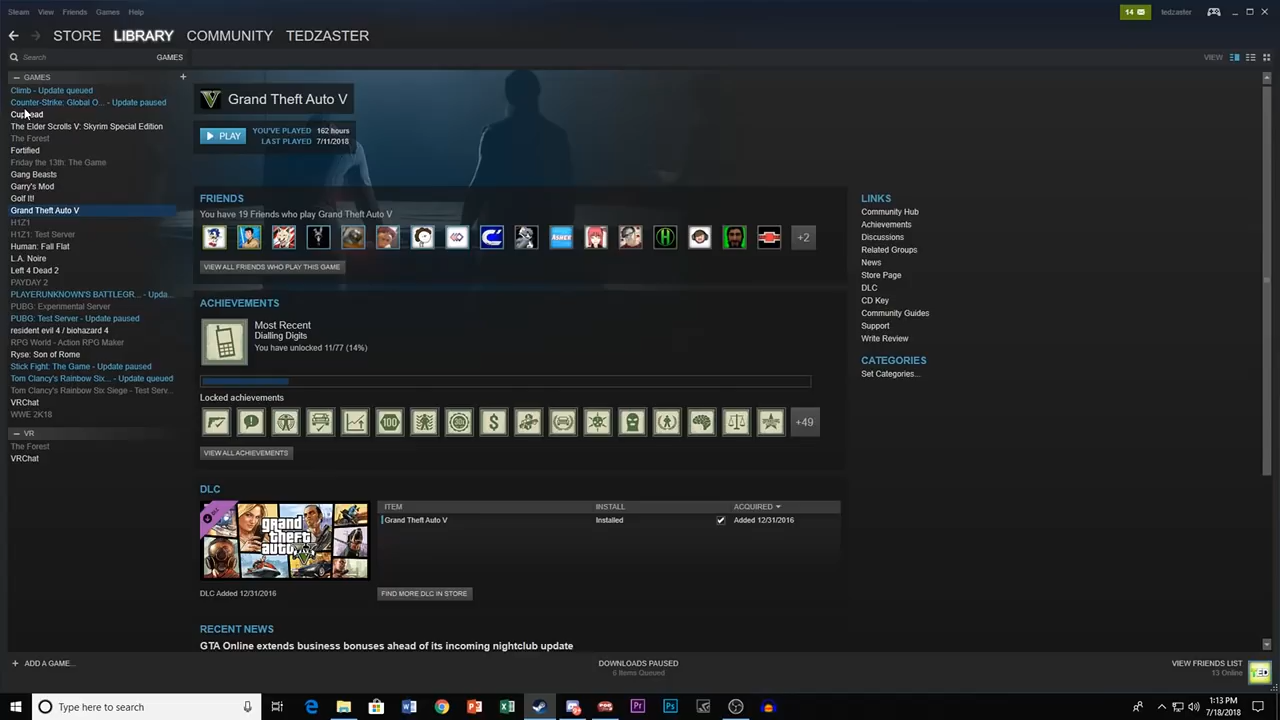 Steam View Friends Games Help
14
tedzaster
STORE LIBRARY COMMUNITY TEDZASTER
Search
GAMES
VIEW
GAMES
Climb - Update queued
Counter-Strike: Global O... - Update paused
Cuphead
The Elder Scrolls V: Skyrim Special Edition
The Forest
Fortified
Friday the 13th: The Game
Gang Beasts
Garry's Mod
Golf It!
Grand Theft Auto V
H1Z1
H1Z1: Test Server
Human: Fall Flat
L.A. Noire
Left 4 Dead 2
PAYDAY 2
PLAYERUNKNOWN'S BATTLEGR... - Upda...
PUBG: Experimental Server
PUBG: Test Server - Update paused
resident evil 4 / biohazard 4
RPG World - Action RPG Maker
Ryse: Son of Rome
Stick Fight: The Game - Update paused
Tom Clancy's Rainbow Six... - Update queued
Tom Clancy's Rainbow Six Siege - Test Serv...
VRChat
WWE 2K18
VR
The Forest
VRChat
Grand Theft Auto V
PLAY
YOU'VE PLAYED 162 hours
LAST PLAYED 7/11/2018
FRIENDS
You have 19 Friends who play Grand Theft Auto V
ASHEK
+2
VIEW ALL FRIENDS WHO PLAY THIS GAME
ACHIEVEMENTS
Most Recent
Dialling Digits
You have unlocked 11/77 (14%)
Locked achievements
100
$
+49
VIEW ALL ACHIEVEMENTS
DLC
DLC
grand
theft
auto
ITEM INSTALL ACQUIRED
Grand Theft Auto V Installed Added 12/31/2016
DLC Added 12/31/2016
FIND MORE DLC IN STORE
RECENT NEWS
GTA Online extends business bonuses ahead of its incoming nightclub update
LINKS
Community Hub
Achievements
Discussions
Related Groups
News
Store Page
DLC
CD Key
Community Guides
Support
Write Review
CATEGORIES
Set Categories...
ADD A GAME...
DOWNLOADS PAUSED
6 Items Queued
VIEW FRIENDS LIST
13 Online
Type here to search
1:13 PM
7/18/2018